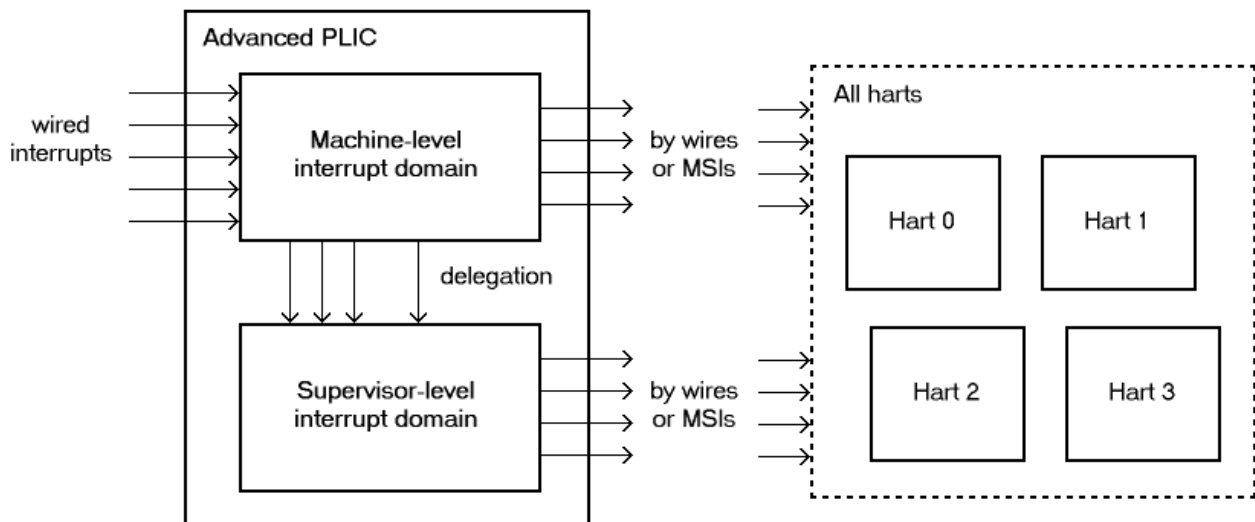 Advanced PLIC
wired
interrupts
Machine-level
interrupt domain
by wires
or MSIs
delegation
Supervisor-level
interrupt domain
by wires
or MSIs
All harts
Hart 0
Hart 1
Hart 2
Hart 3